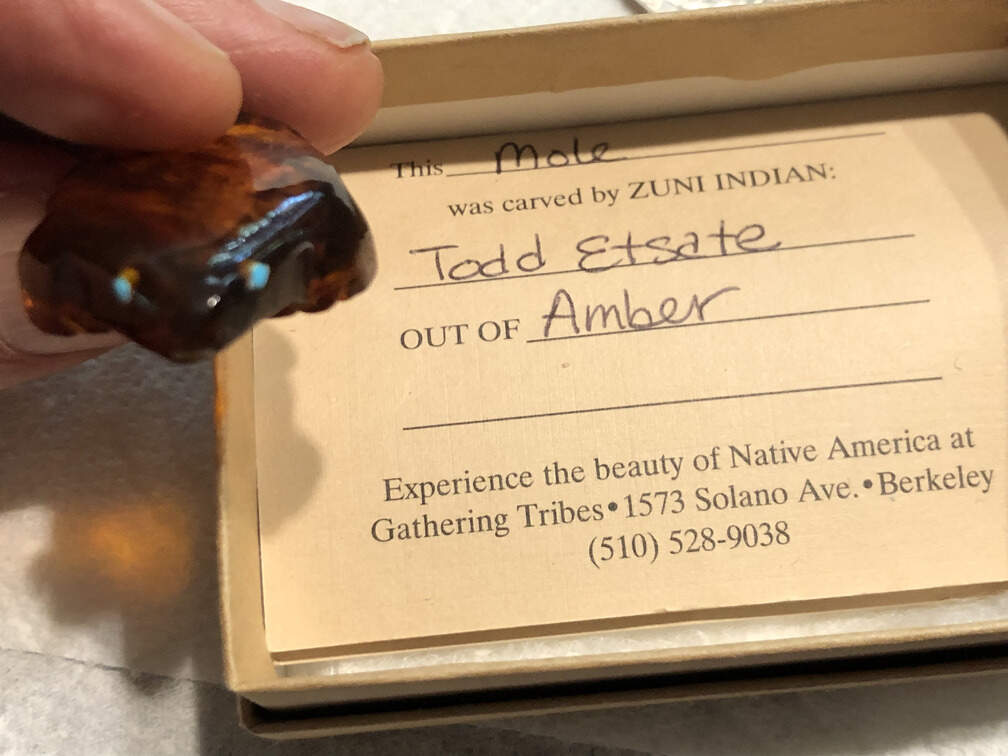 This Mole
was carved by ZUNI INDIAN:
Todd Etsate
OUT OF Amber
Experience the beauty of Native America at
Gathering Tribes•1573 Solano Ave.•Berkeley
(510) 528-9038